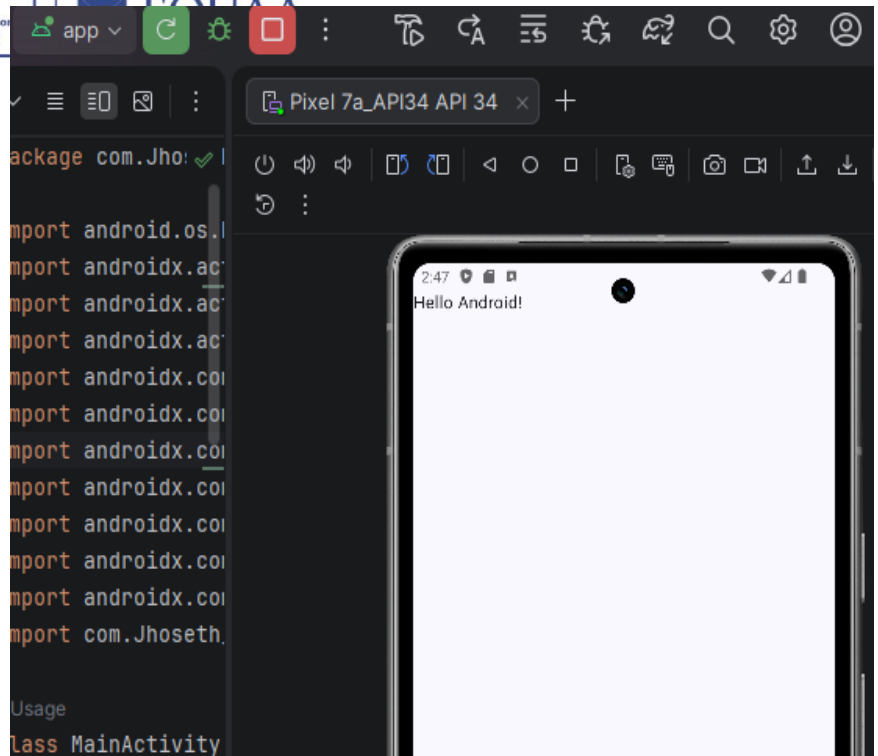 app
Pixel 7a_API34 API 34
ackage com.Jho
mport android.os.
mport androidx.ac
mport androidx.ac
mport androidx.ac
mport androidx.co
mport androidx.co
mport androidx.co
mport androidx.co
mport androidx.co
mport androidx.co
mport androidx.co
mport com.Jhoseth_
Usage
lass MainActivity
2:47
Hello Android!